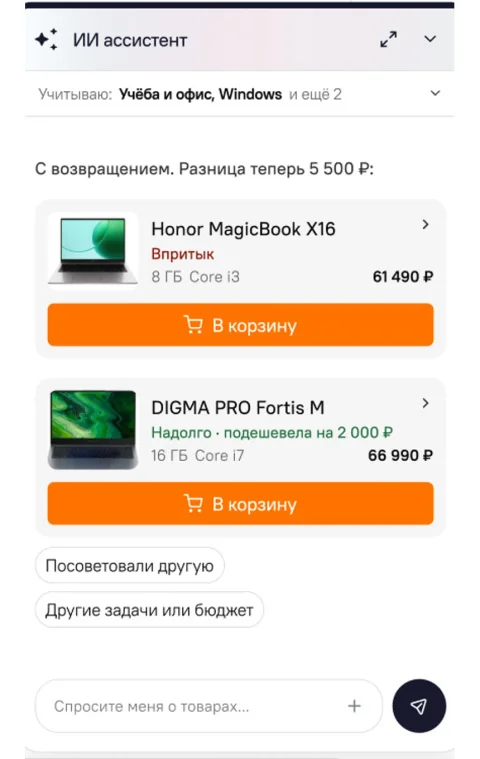 ИИ ассистент
Учитываю: Учёба и офис, Windows и ещё 2
С возвращением. Разница теперь 5 500 ₽:
Honor MagicBook X16
Впритык
8 ГБ Core i3 61 490 ₽
В корзину
DIGMA PRO Fortis M
Надолго · подешевела на 2 000 ₽
16 ГБ Core i7 66 990 ₽
В корзину
Посоветовали другую
Другие задачи или бюджет
Спросите меня о товарах...